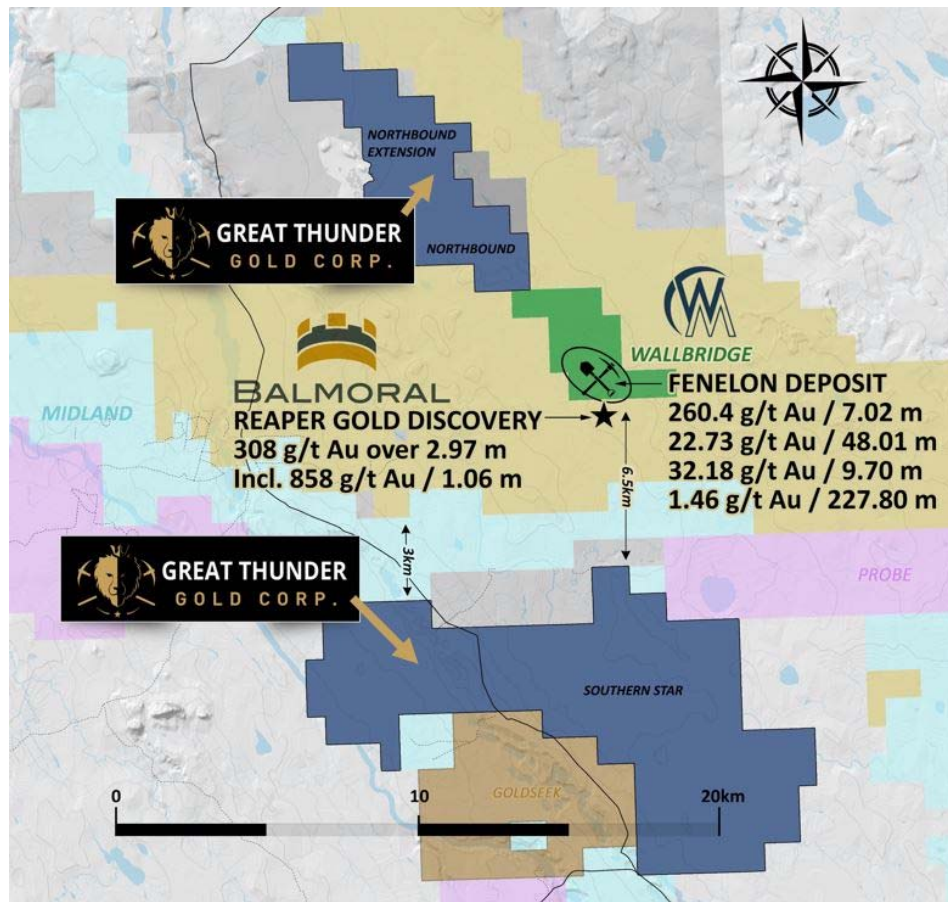 NORTHBOUND
EXTENSION
GREAT THUNDER
GOLD CORP.
NORTHBOUND
WM
WALLBRIDGE
BALMORAL
REAPER GOLD DISCOVERY
308 g/t Au over 2.97 m
Incl. 858 g/t Au / 1.06 m
FENELON DEPOSIT
260.4 g/t Au / 7.02 m
22.73 g/t Au / 48.01 m
32.18 g/t Au / 9.70 m
1.46 g/t Au / 227.80 m
MIDLAND
6.5km
3km
GREAT THUNDER
GOLD CORP.
PROBE
SOUTHERN STAR
GOLDSEEK
0
10
20km